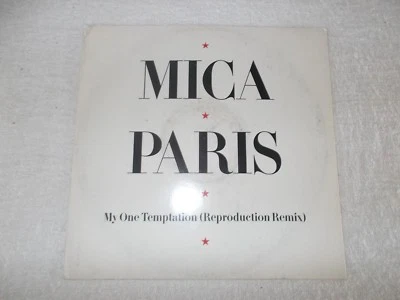 MICA
PARIS
My One Temptation (Reproduction Remix)